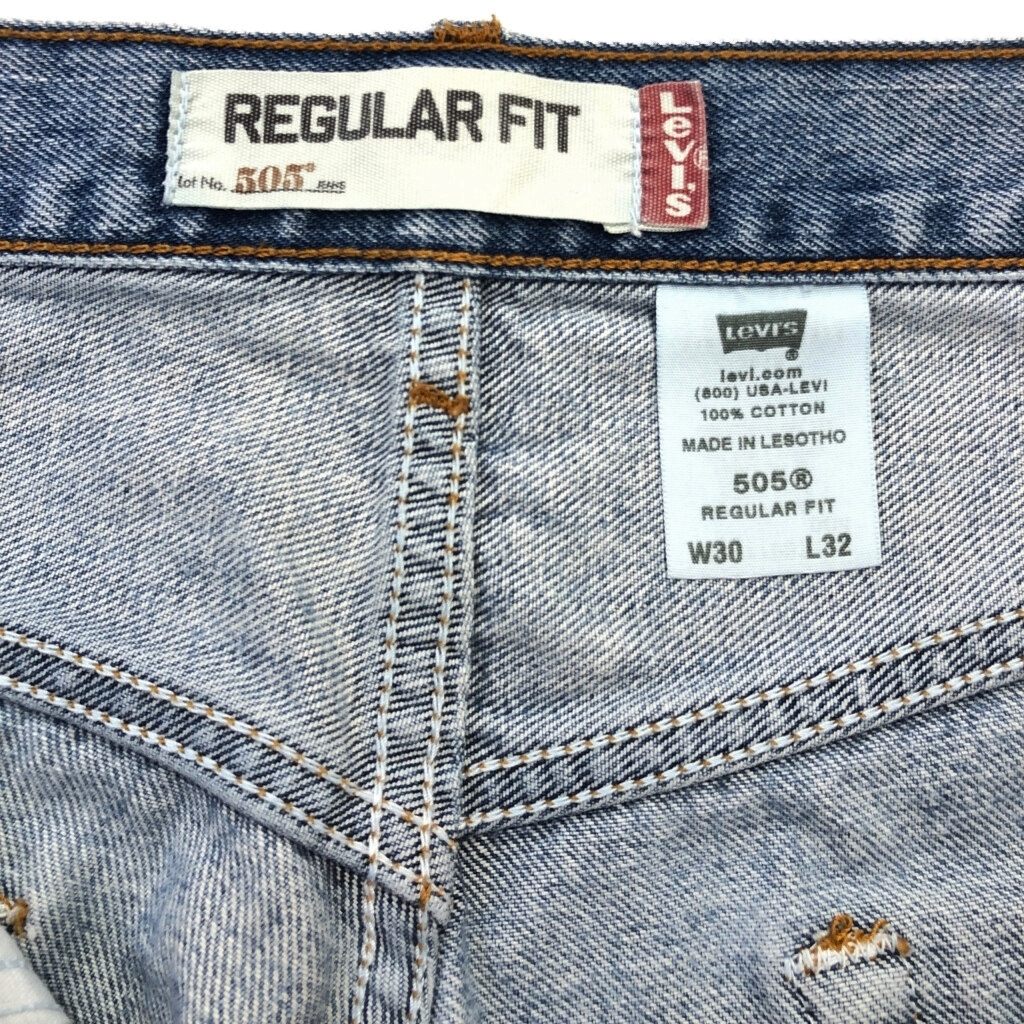 REGULAR FIT
Lot No. 505® JEANS
Levi's®
Levi's
®
levi.com
(800) USA-LEVI
100% COTTON
MADE IN LESOTHO
505®
REGULAR FIT
W30 L32